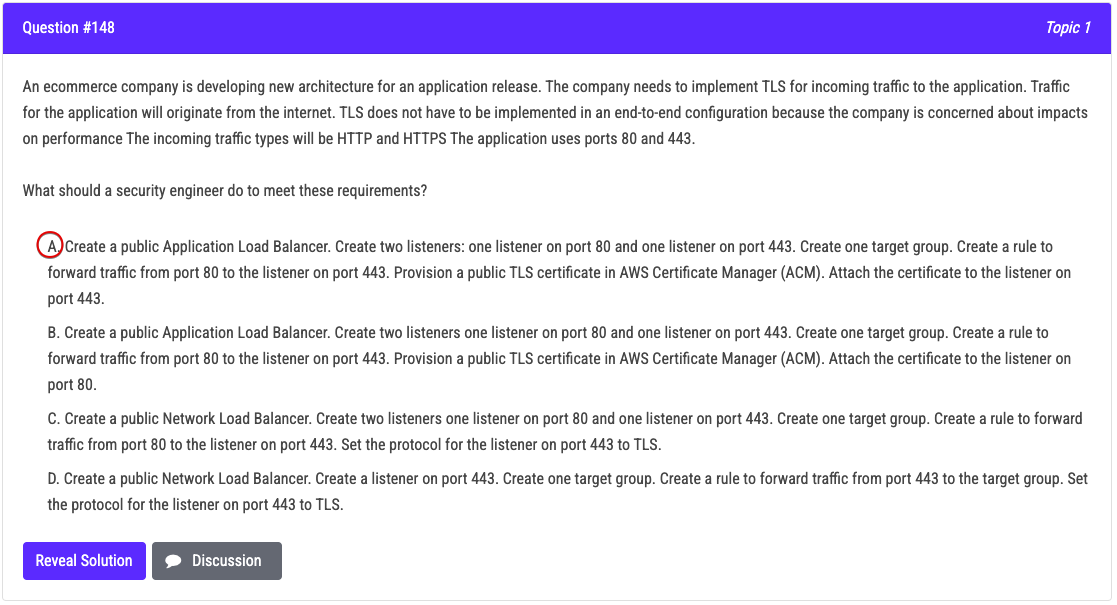 Question #148
Topic 1
An ecommerce company is developing new architecture for an application release. The company needs to implement TLS for incoming traffic to the application. Traffic
for the application will originate from the internet. TLS does not have to be implemented in an end-to-end configuration because the company is concerned about impacts
on performance The incoming traffic types will be HTTP and HTTPS The application uses ports 80 and 443.
What should a security engineer do to meet these requirements?
A. Create a public Application Load Balancer. Create two listeners: one listener on port 80 and one listener on port 443. Create one target group. Create a rule to
forward traffic from port 80 to the listener on port 443. Provision a public TLS certificate in AWS Certificate Manager (ACM). Attach the certificate to the listener on
port 443.
B. Create a public Application Load Balancer. Create two listeners one listener on port 80 and one listener on port 443. Create one target group. Create a rule to
forward traffic from port 80 to the listener on port 443. Provision a public TLS certificate in AWS Certificate Manager (ACM). Attach the certificate to the listener on
port 80.
C. Create a public Network Load Balancer. Create two listeners one listener on port 80 and one listener on port 443. Create one target group. Create a rule to forward
traffic from port 80 to the listener on port 443. Set the protocol for the listener on port 443 to TLS.
D. Create a public Network Load Balancer. Create a listener on port 443. Create one target group. Create a rule to forward traffic from port 443 to the target group. Set
the protocol for the listener on port 443 to TLS.
Reveal Solution
Discussion